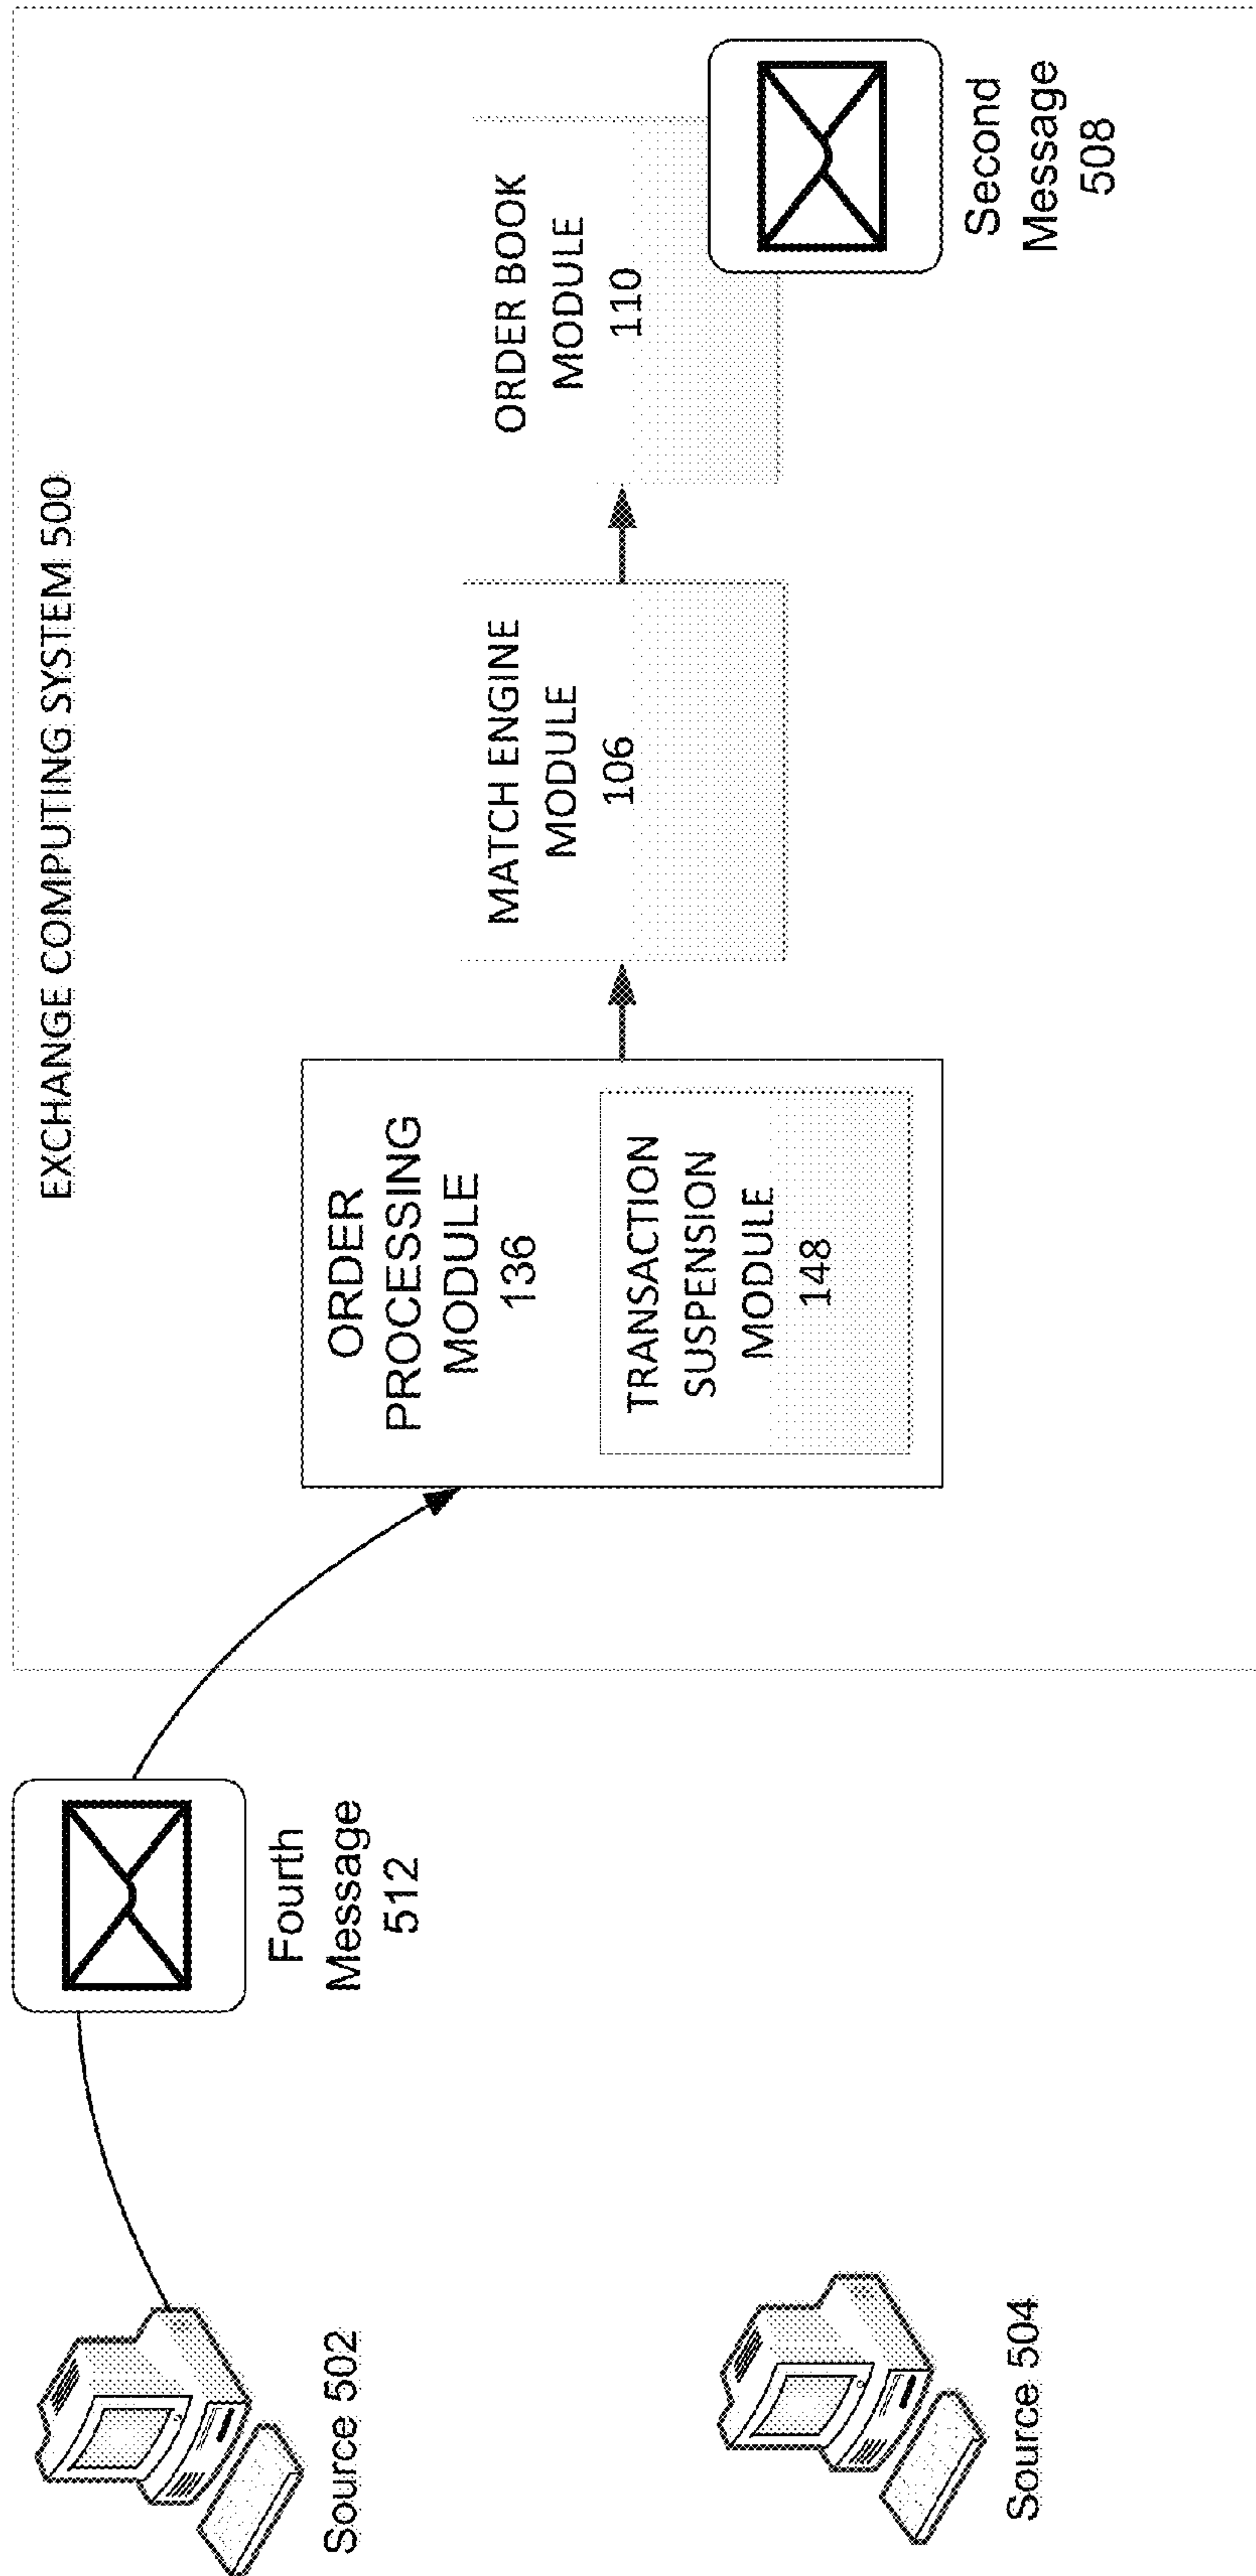 EXCHANGE COMPUTING SYSTEM 500
Source 502
Fourth
Message
512
ORDER
PROCESSING
MODULE
136
TRANSACTION
SUSPENSION
MODULE
148
MATCH ENGINE
MODULE
106
ORDER BOOK
MODULE
110
Second
Message
508
Source 504